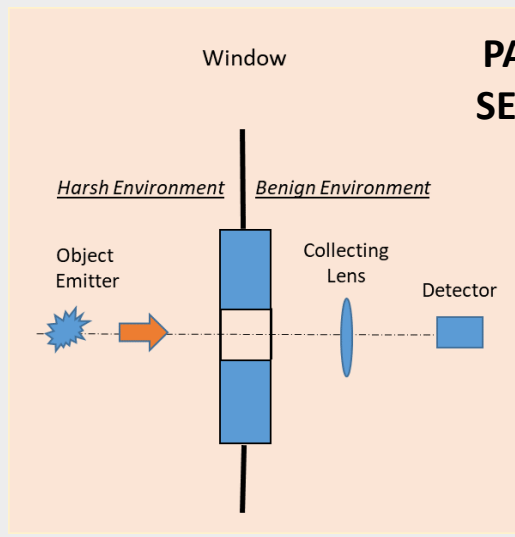 Window
PA
SE
Harsh Environment
Benign Environment
Object
Emitter
Collecting
Lens
Detector